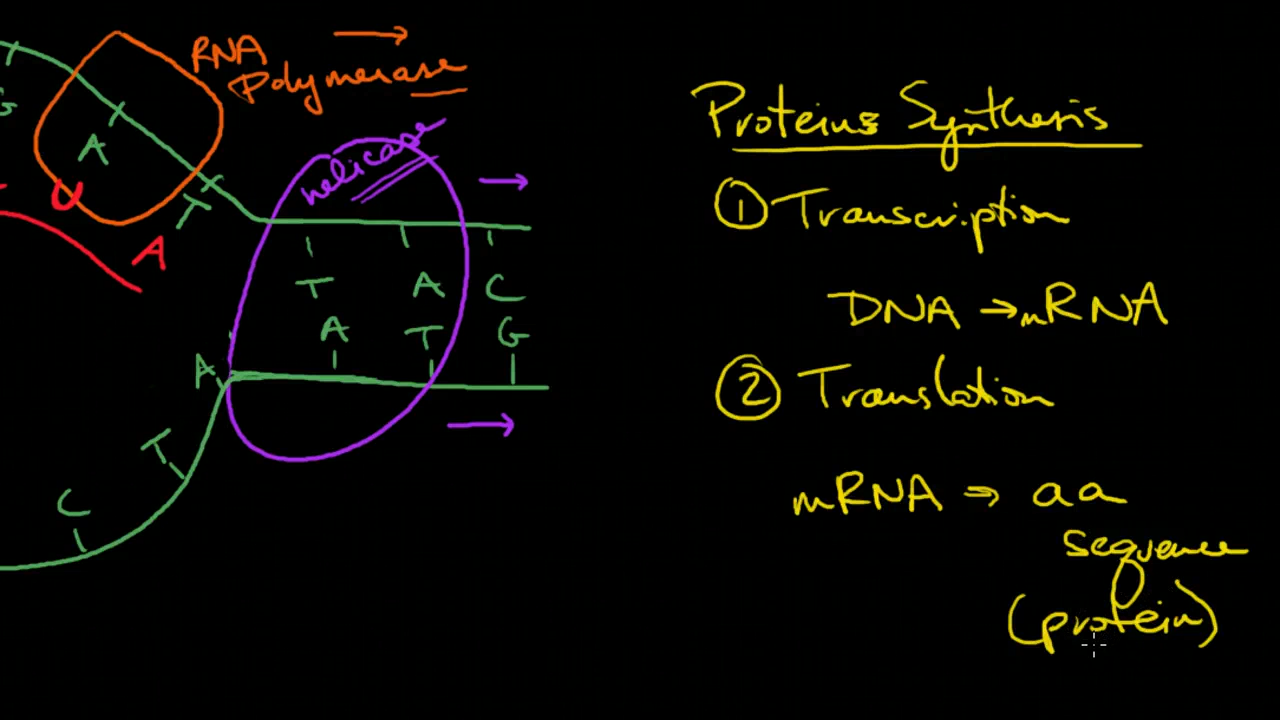 RNA
Polymerase
G
A
U
T
A
helicase
T A C
A T G
A
T
C
Proteins Synthesis
① Transcription
DNA → mRNA
② Translation
mRNA → aa
sequence
(protein)